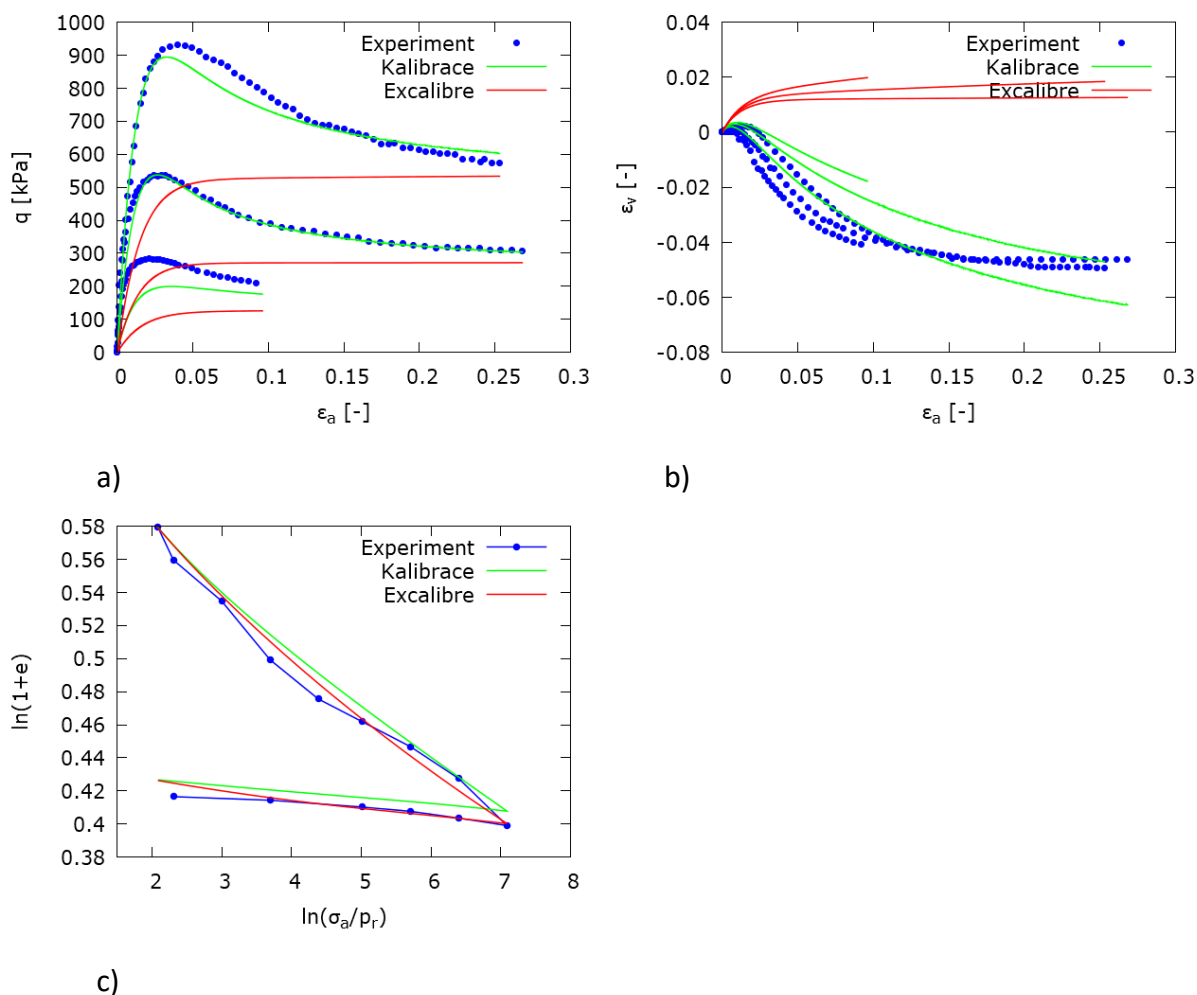 1000
900
800
700
600
500
400
300
200
100
0
q [kPa]
0 0.05 0.1 0.15 0.2 0.25 0.3
εa [-]
Experiment
Kalibrace
Excalibre
a)
0.04
0.02
0
-0.02
-0.04
-0.06
-0.08
εv [-]
0 0.05 0.1 0.15 0.2 0.25 0.3
εa [-]
Experiment
Kalibrace
Excalibre
b)
0.58
0.56
0.54
0.52
0.5
0.48
0.46
0.44
0.42
0.4
0.38
ln(1+e)
2 3 4 5 6 7 8
ln(σa/pr)
Experiment
Kalibrace
Excalibre
c)